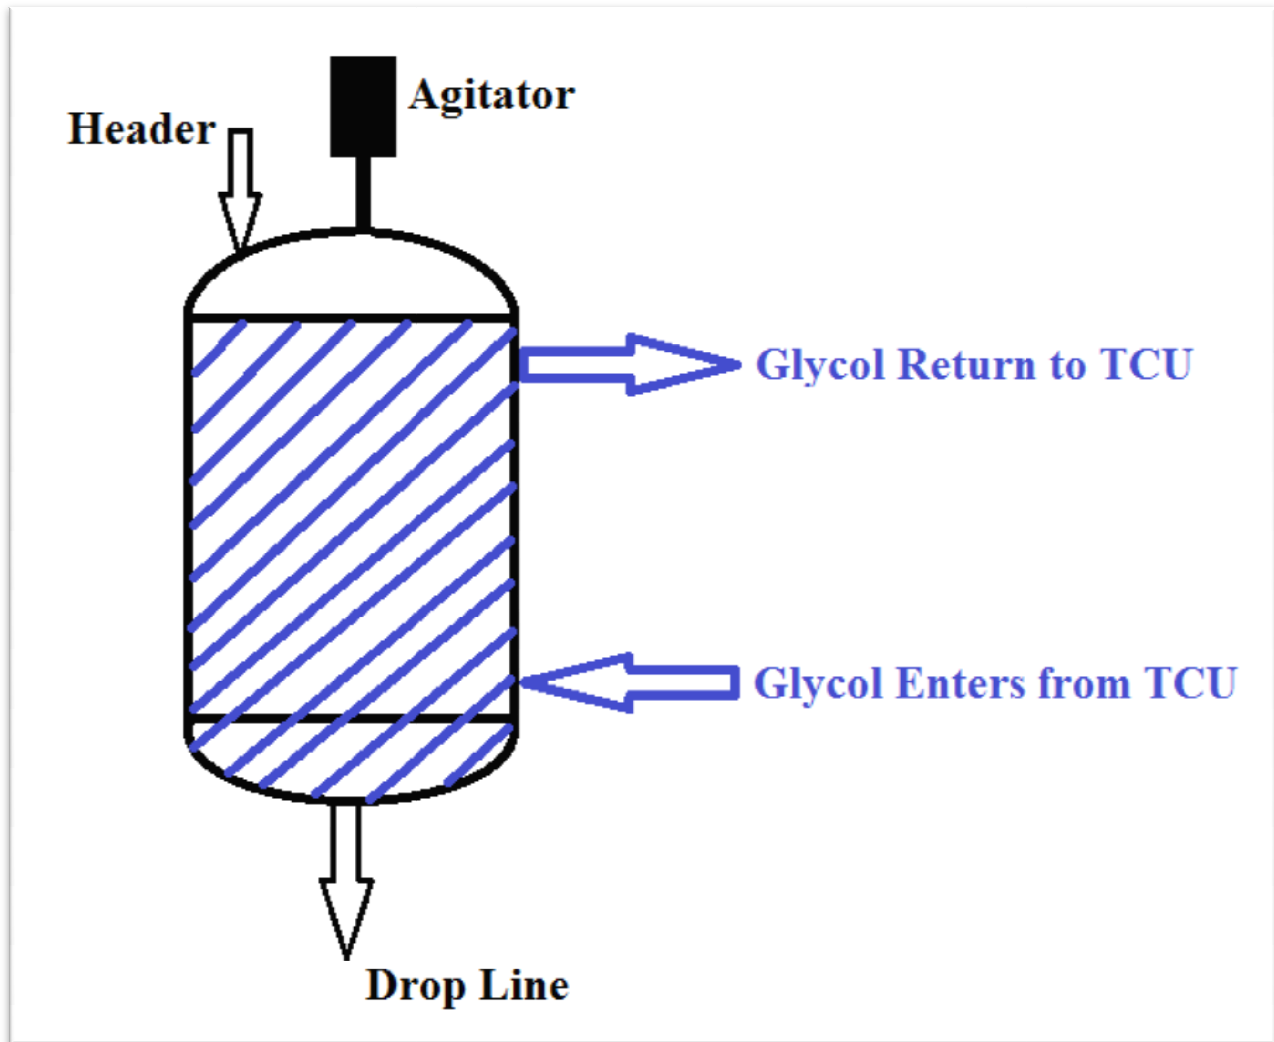 Agitator
Header
Glycol Return to TCU
Glycol Enters from TCU
Drop Line